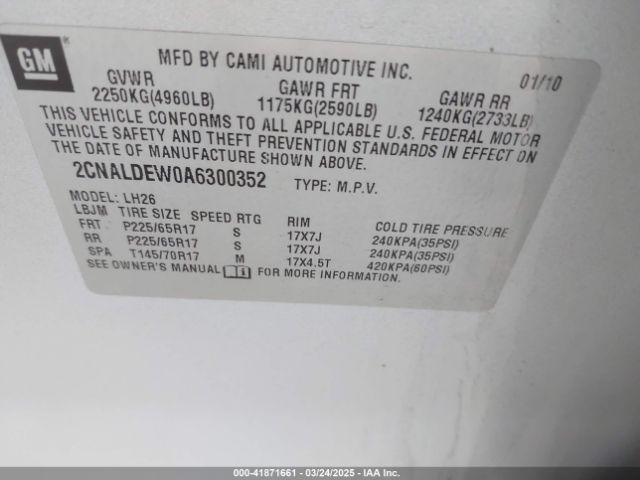 GM
MFD BY CAMI AUTOMOTIVE INC.
01/10
GVWR GAWR FRT GAWR RR
2250KG(4960LB) 1175KG(2590LB) 1240KG(2733LB)
THIS VEHICLE CONFORMS TO ALL APPLICABLE U.S. FEDERAL MOTOR
VEHICLE SAFETY AND THEFT PREVENTION STANDARDS IN EFFECT ON
THE DATE OF MANUFACTURE SHOWN ABOVE.
2CNALDEW0A6300352 TYPE: M.P.V.
MODEL: LH26
LBJM TIRE SIZE SPEED RTG RIM COLD TIRE PRESSURE
FRT P225/65R17 S 17X7J 240KPA(35PSI)
RR P225/65R17 S 17X7J 240KPA(35PSI)
SPA T145/70R17 M 17X4.5T 420KPA(60PSI)
SEE OWNER'S MANUAL FOR MORE INFORMATION.
000-41871661 - 03/24/2025 - IAAI Copart, Inc.